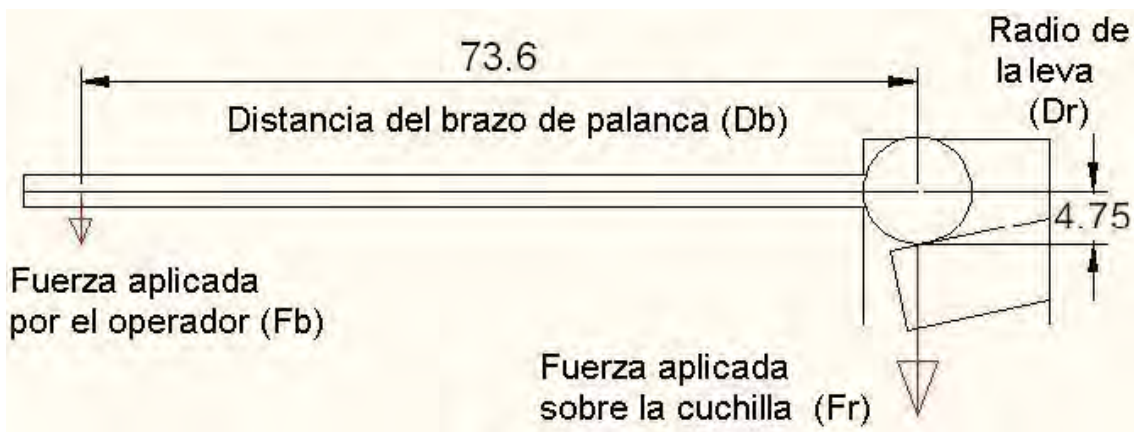 73.6
Distancia del brazo de palanca (Db)
Radio de
la leva
(Dr)
4.75
Fuerza aplicada
por el operador (Fb)
Fuerza aplicada
sobre la cuchilla (Fr)